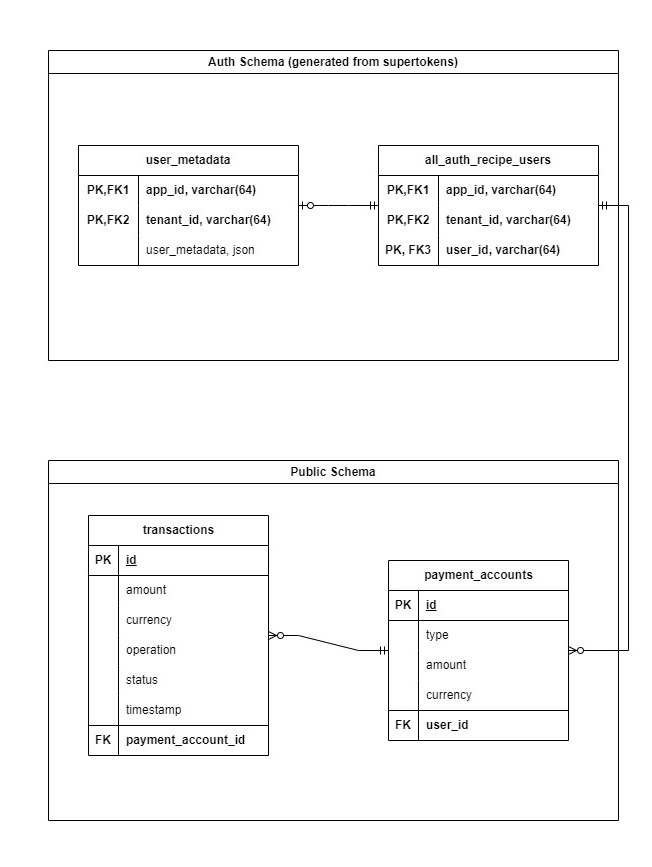 Auth Schema (generated from supertokens)
user_metadata
PK,FK1 app_id, varchar(64)
PK,FK2 tenant_id, varchar(64)
user_metadata, json
all_auth_recipe_users
PK,FK1 app_id, varchar(64)
PK,FK2 tenant_id, varchar(64)
PK, FK3 user_id, varchar(64)
Public Schema
transactions
PK id
amount
currency
operation
status
timestamp
FK payment_account_id
payment_accounts
PK id
type
amount
currency
FK user_id